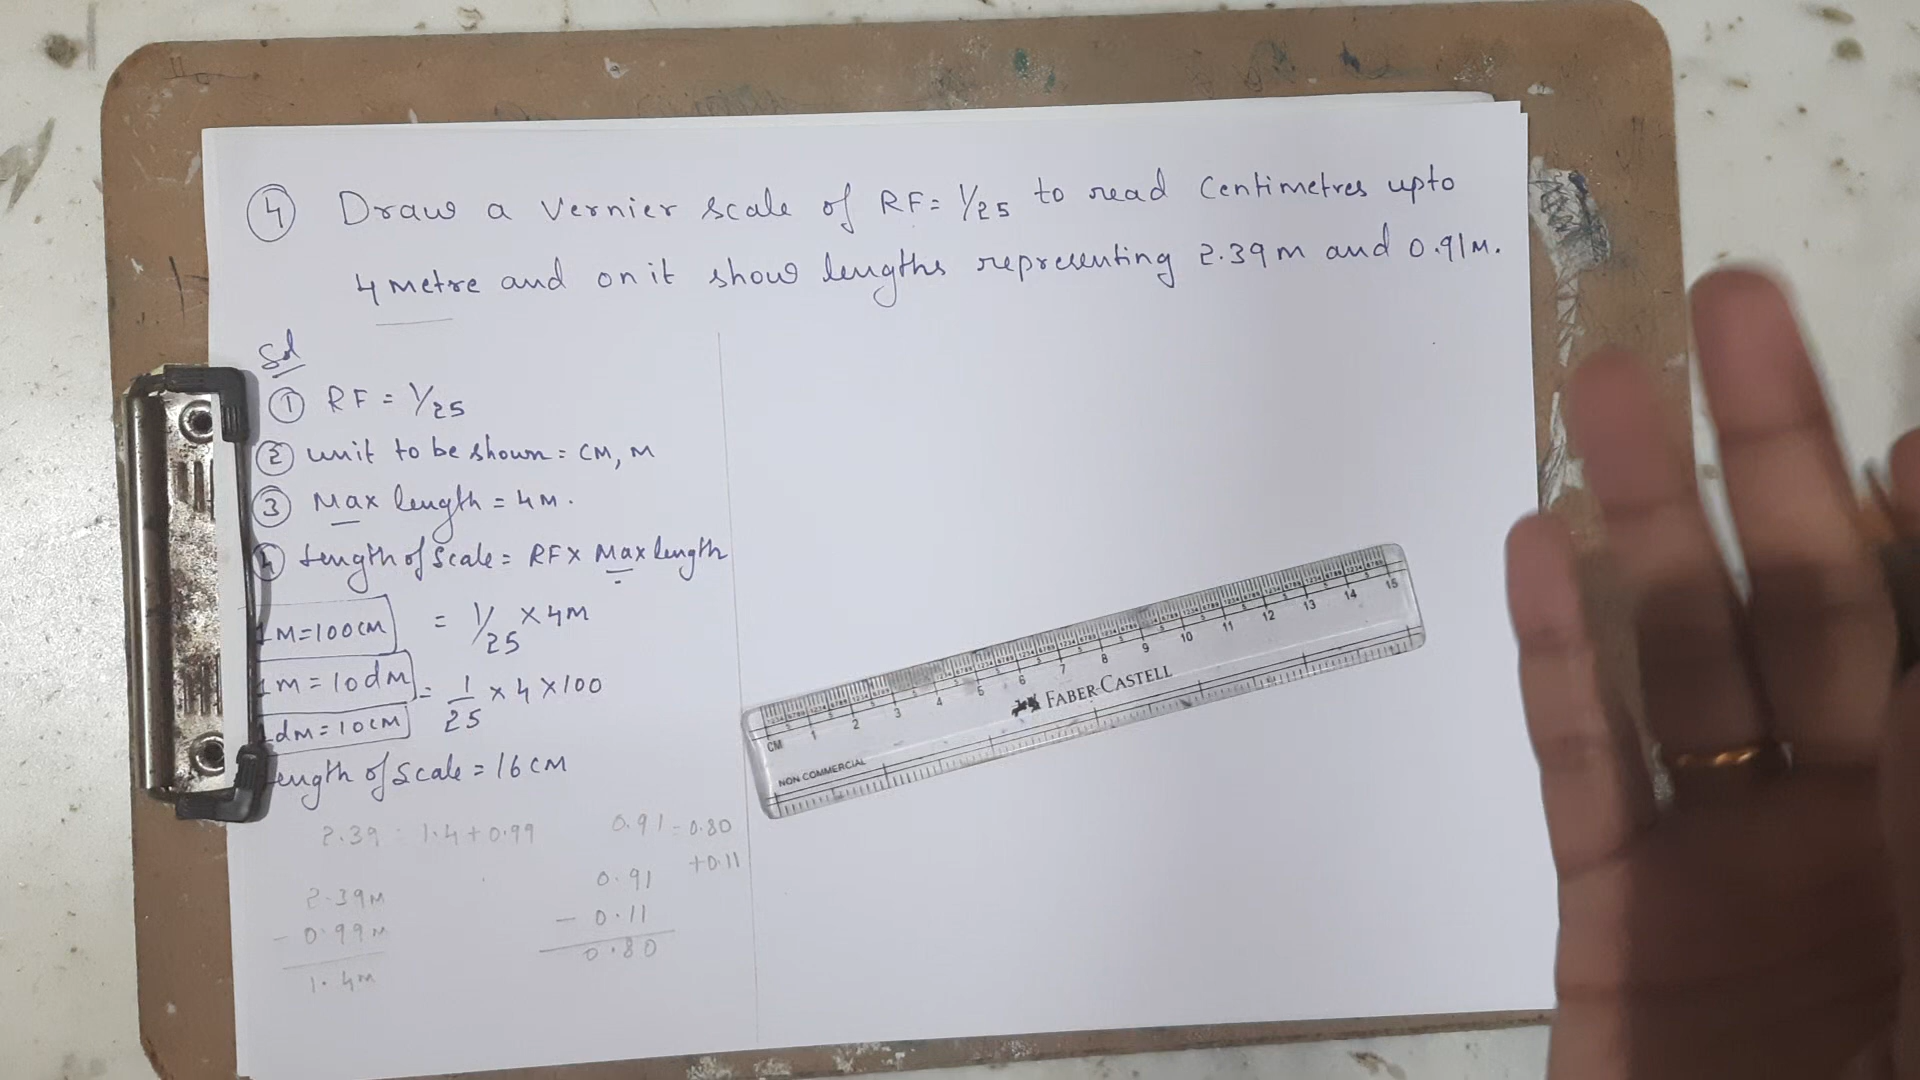 4 Draw a Vernier scale of RF= 1/25 to read Centimetres upto
4 Metre and on it show lengths representing 2.39m and 0.91M.
Sol
1 RF = 1/25
2 unit to be shown = CM, M
3 Max length = 4M.
4 Length of Scale = RF x Max length
1M=100CM = 1/25 x 4M
1M = 10dM = 1/25 x 4 x 100
1dM = 10CM
Length of Scale = 16 CM
2.39 = 1.4 + 0.99
0.91 = 0.80
+0.11
2.39M
- 0.99M
1.4M
0.91
- 0.11
0.80
CM 1 2 3 4 5 6 7 8 9 10 11 12 13 14 15
FABER-CASTELL
NON COMMERCIAL